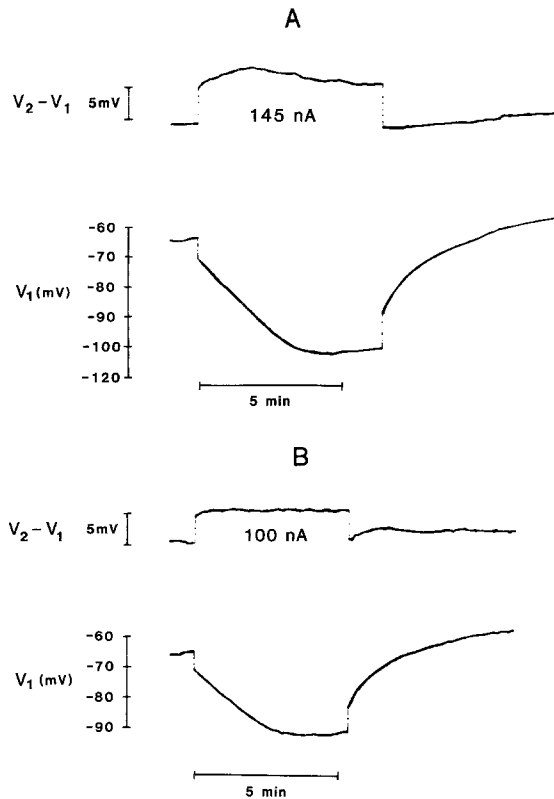 A
V₂ – V₁ 5mV
145 nA
-60
-70
V₁ (mV) -80
-90
-100
-120
5 min
B
V₂ – V₁ 5mV
100 nA
-60
V₁ (mV) -70
-80
-90
5 min